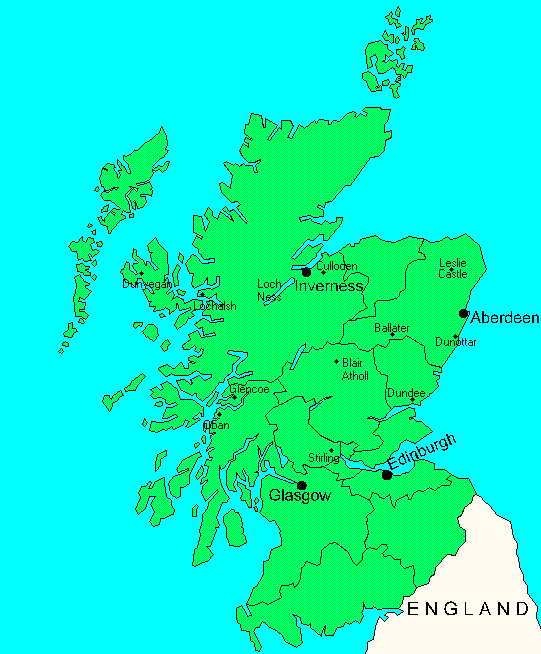 Culloden
Leslie
Castle
Dunvegan
Loch
Ness
Inverness
Lochalsh
Aberdeen
Ballater
Dunottar
Blair
Atholl
Glencoe
Dundee
Oban
Edinburgh
Stirling
Glasgow
ENGLAND